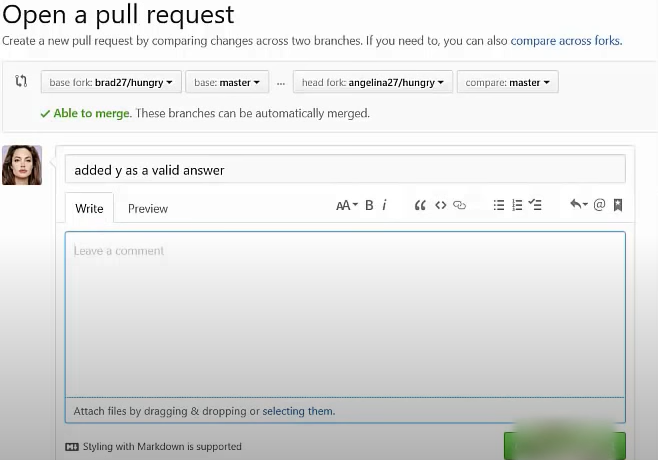 Open a pull request
Create a new pull request by comparing changes across two branches. If you need to, you can also compare across forks.
base fork: brad27/hungry base: master ... head fork: angelina27/hungry compare: master
Able to merge. These branches can be automatically merged.
added y as a valid answer
Write Preview AA B i
Leave a comment
Attach files by dragging & dropping or selecting them.
Styling with Markdown is supported